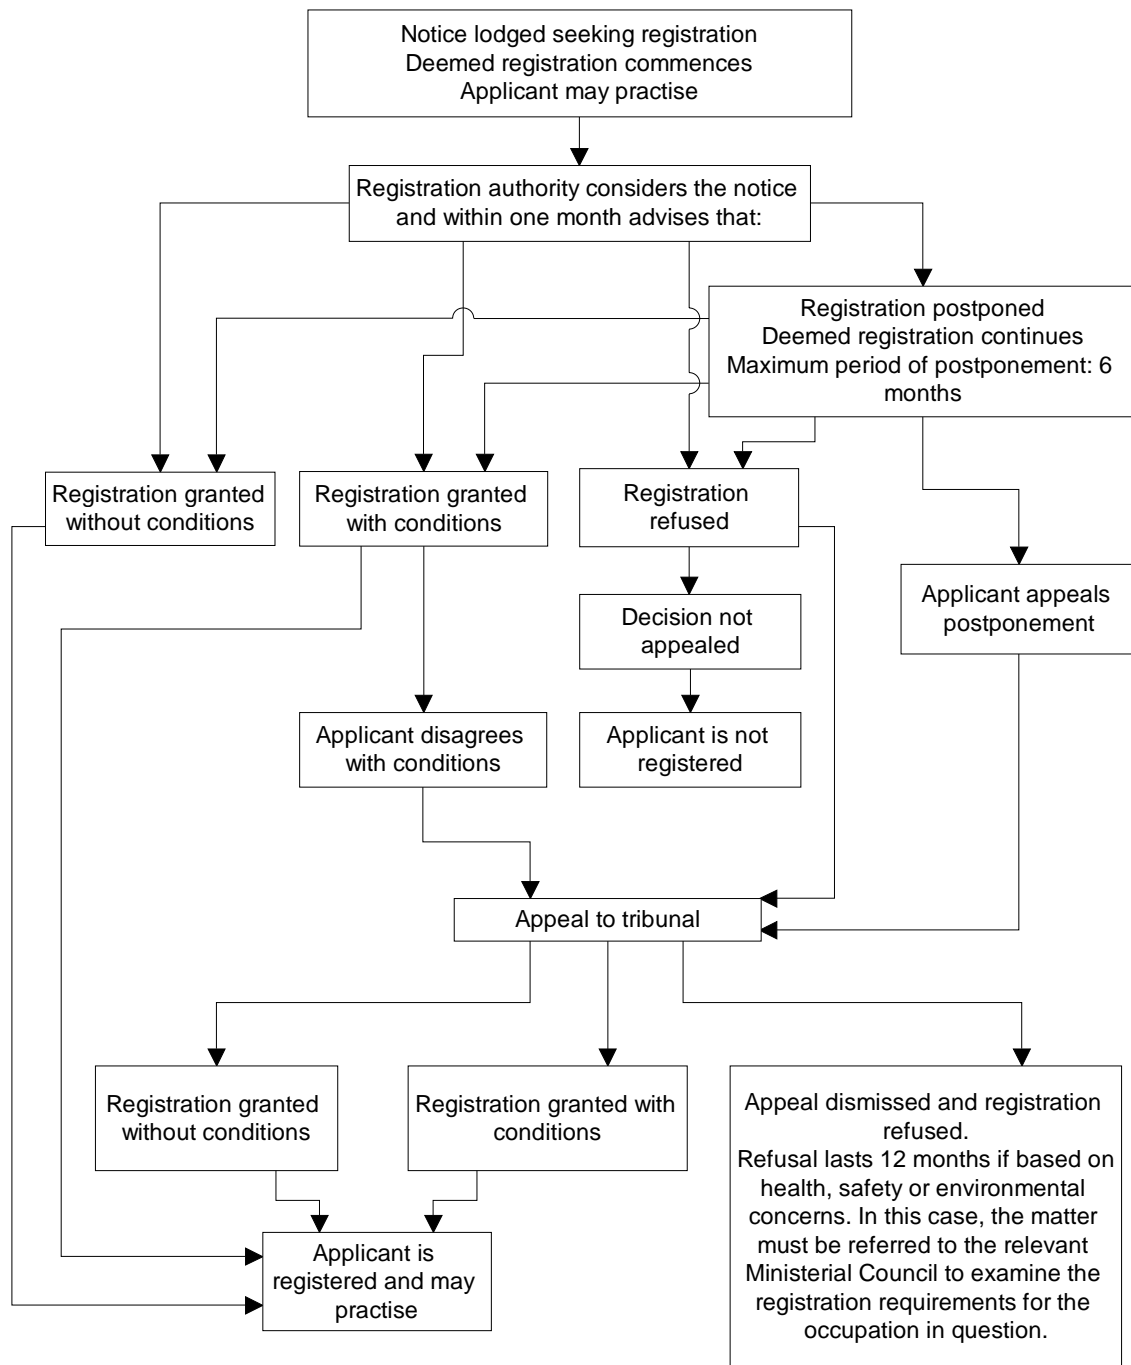 Notice lodged seeking registration
Deemed registration commences
Applicant may practise
Registration authority considers the notice
and within one month advises that:
Registration postponed
Deemed registration continues
Maximum period of postponement: 6
months
Registration granted
without conditions
Registration granted
with conditions
Registration
refused
Applicant appeals
postponement
Decision not
appealed
Applicant disagrees
with conditions
Applicant is not
registered
Appeal to tribunal
Registration granted
without conditions
Registration granted with
conditions
Appeal dismissed and registration
refused.
Refusal lasts 12 months if based on
health, safety or environmental
concerns. In this case, the matter
must be referred to the relevant
Ministerial Council to examine the
registration requirements for the
occupation in question.
Applicant is
registered and may
practise